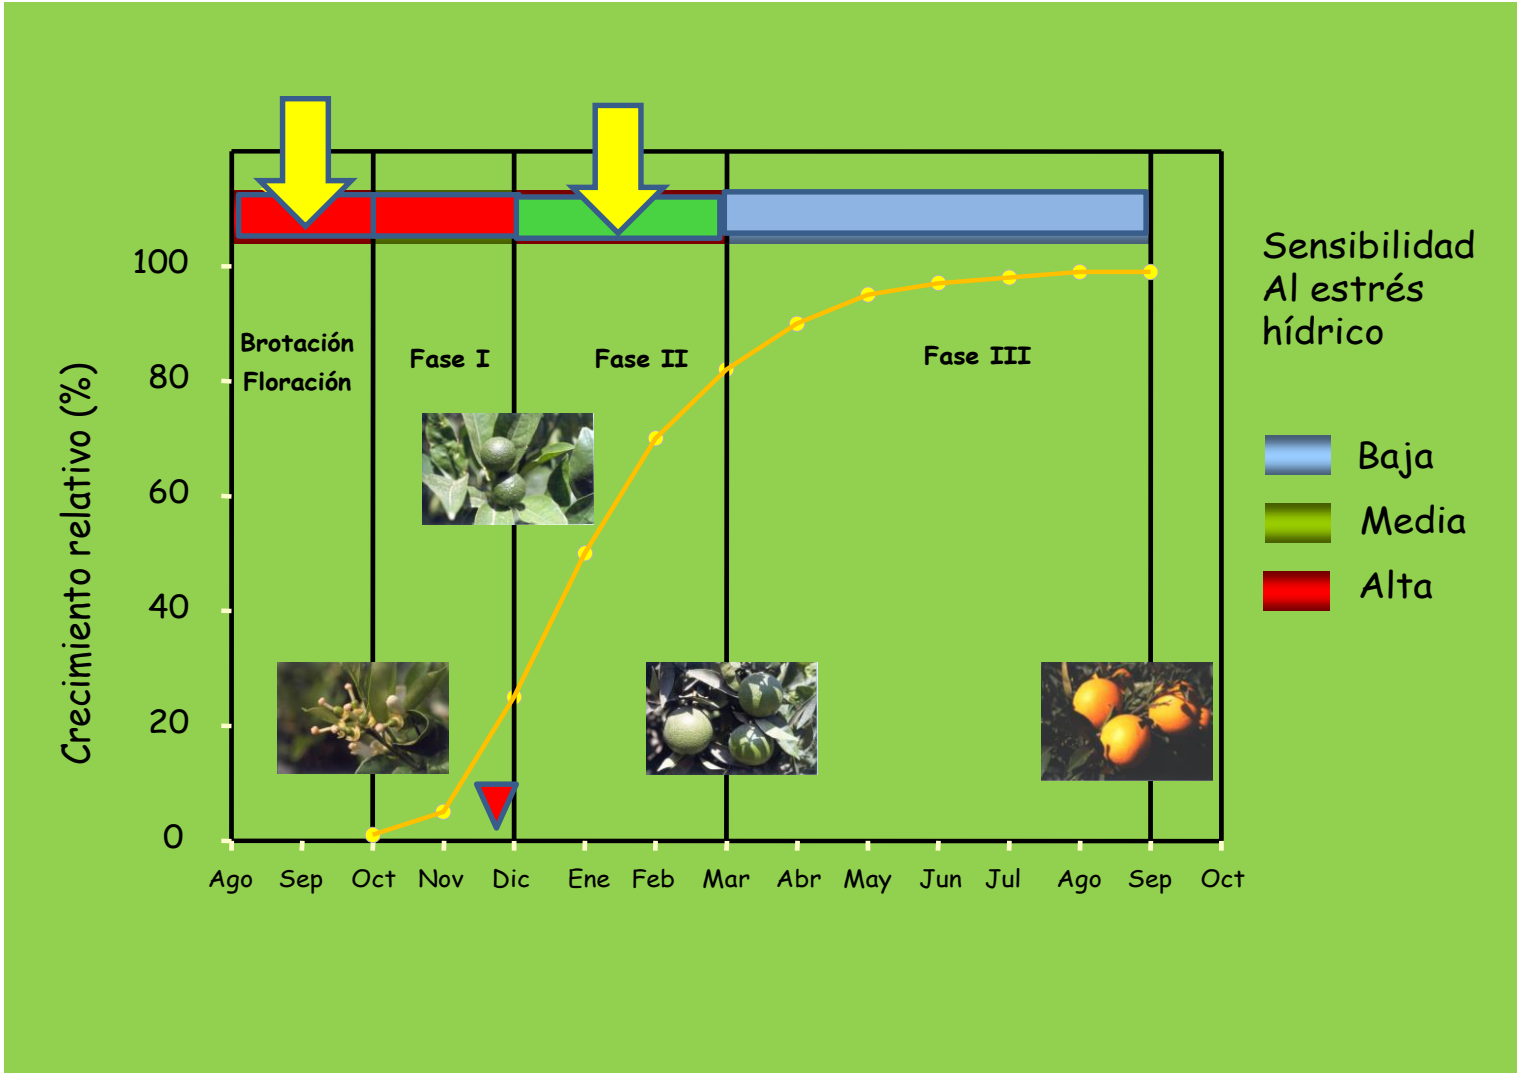 Sensibilidad
Al estrés
hídrico
Baja
Media
Alta
Crecimiento relativo (%)
100
80
60
40
20
0
Brotación
Floración
Fase I
Fase II
Fase III
Ago Sep Oct Nov Dic Ene Feb Mar Abr May Jun Jul Ago Sep Oct